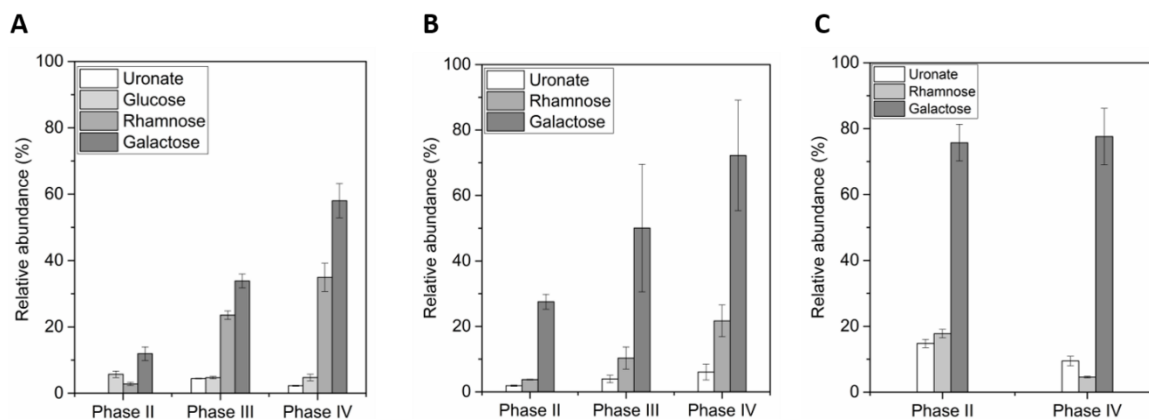 A
Relative abundance (%)
100
80
60
40
20
0
Uronate
Glucose
Rhamnose
Galactose
Phase II
Phase III
Phase IV
B
Relative abundance (%)
100
80
60
40
20
0
Uronate
Rhamnose
Galactose
Phase II
Phase III
Phase IV
C
Relative abundance (%)
100
80
60
40
20
0
Uronate
Rhamnose
Galactose
Phase II
Phase IV